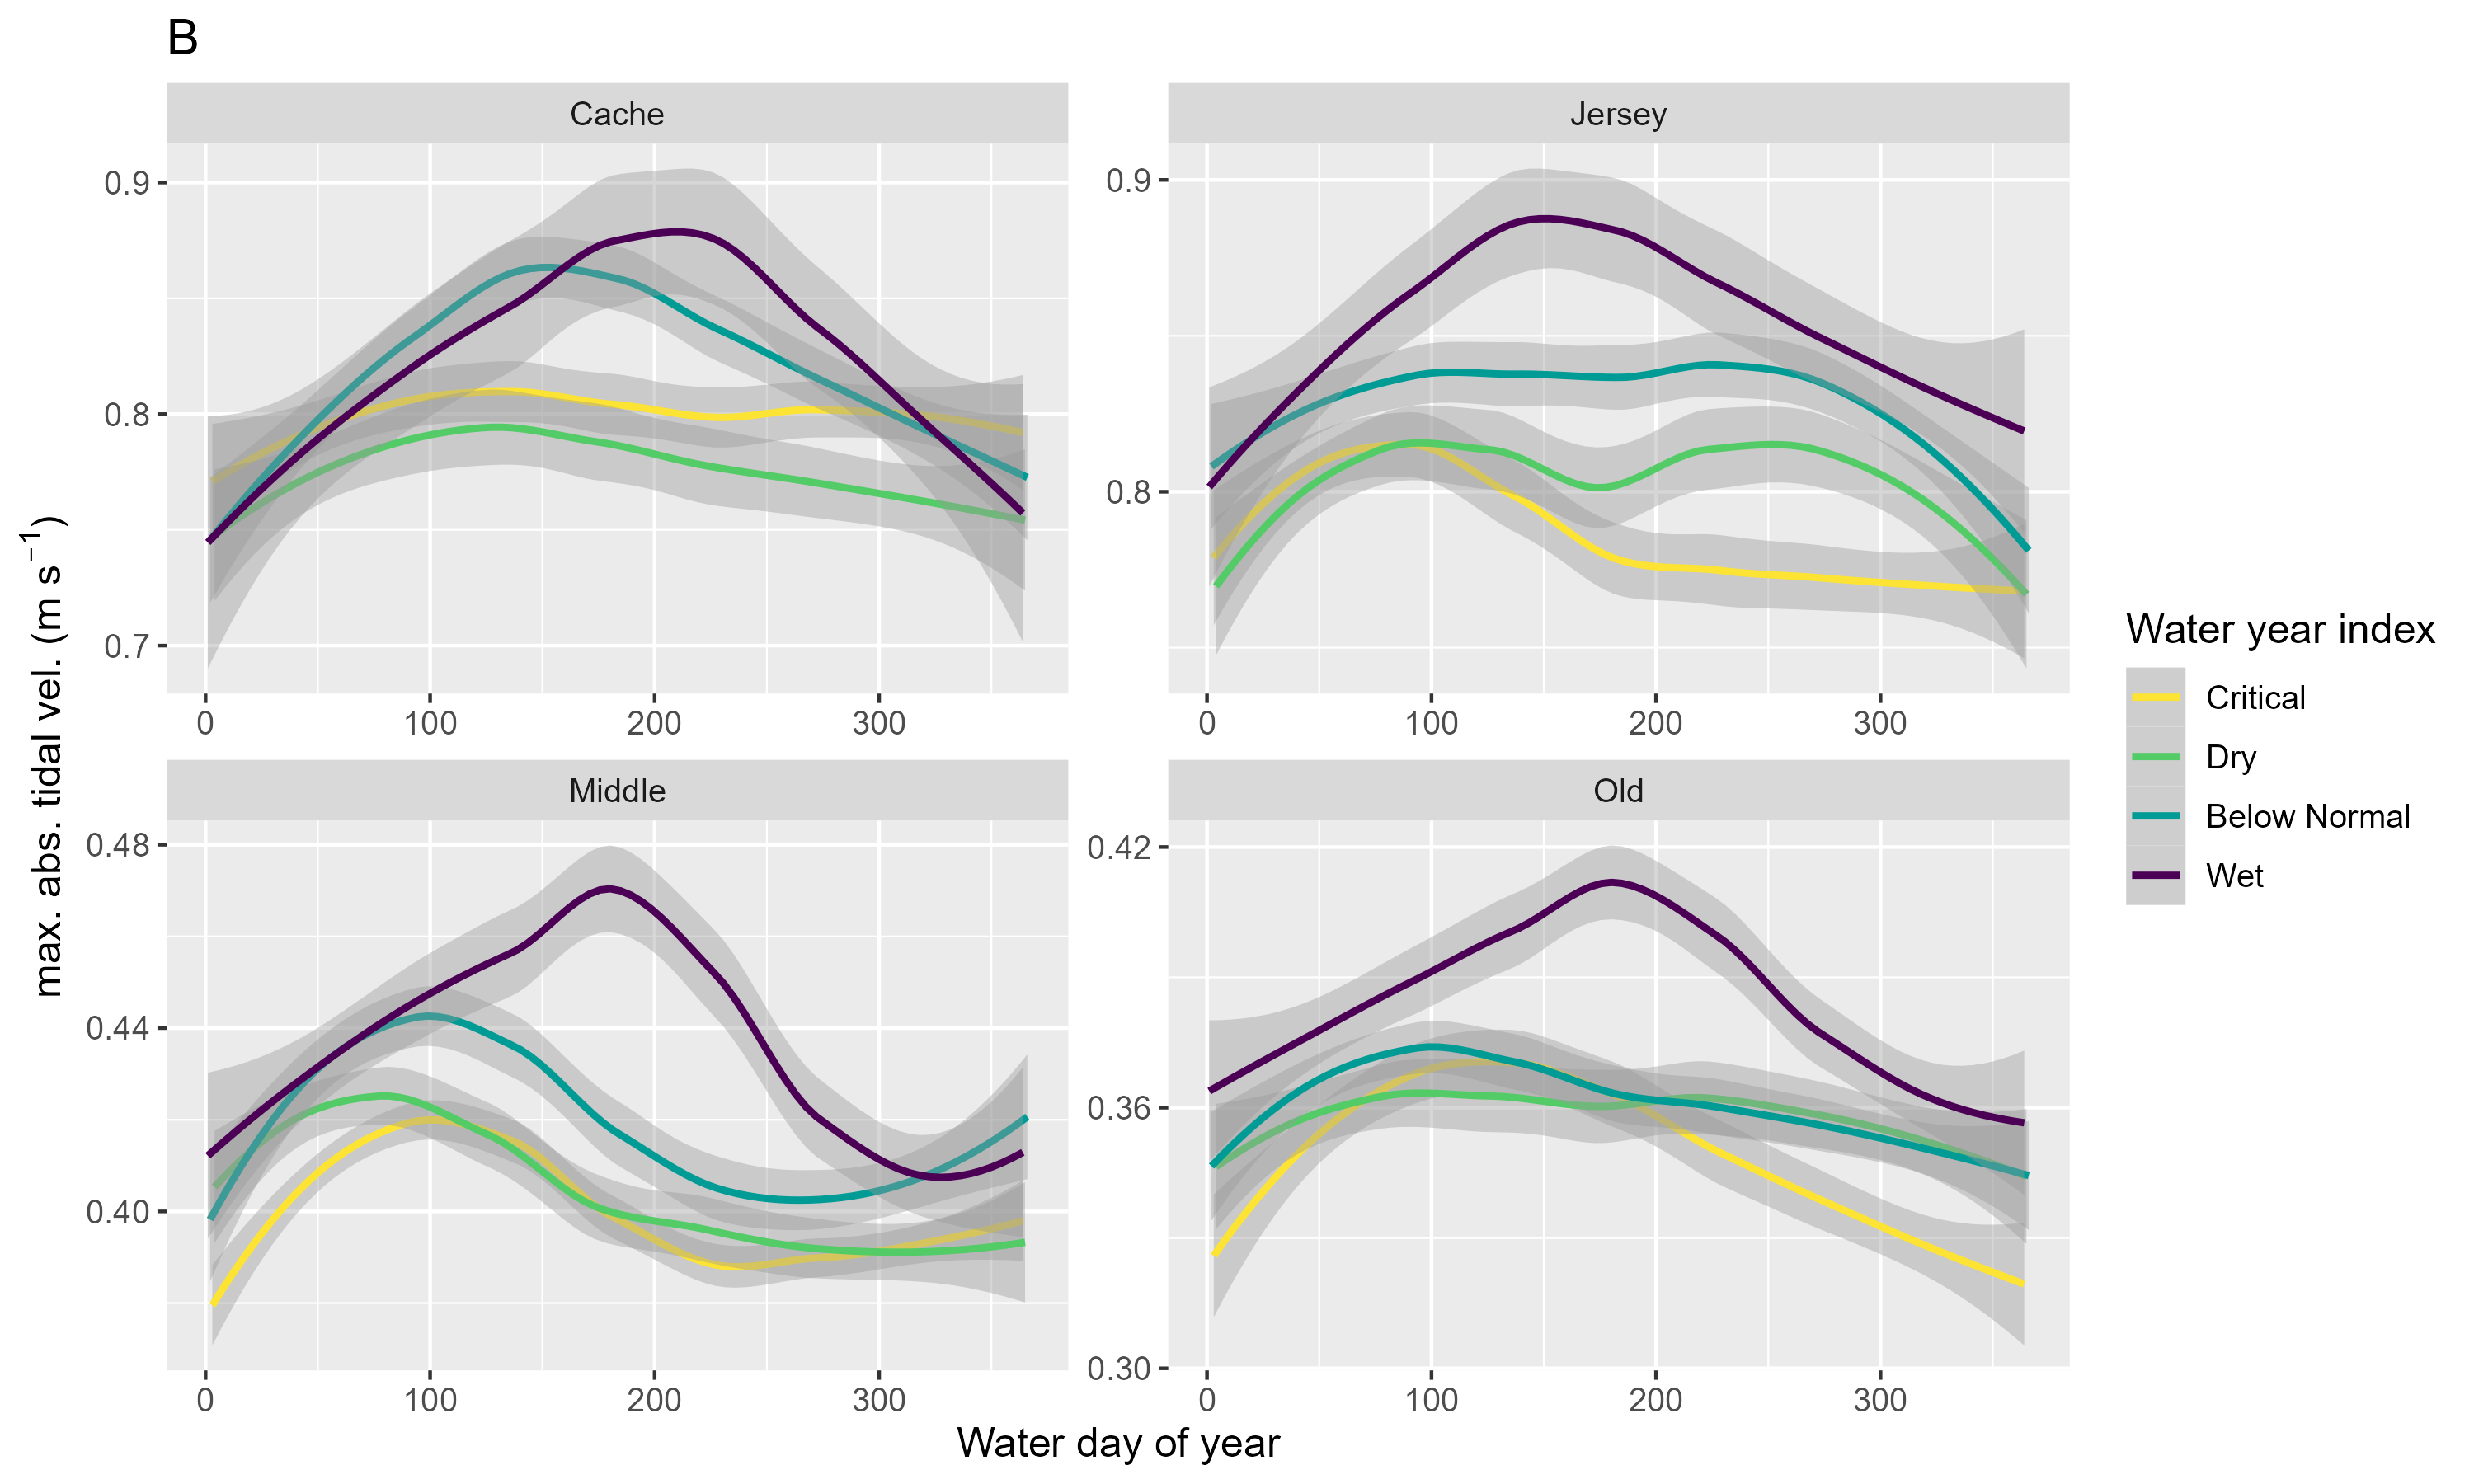 B
Cache
Jersey
0.9
0.8
0.7
0.9
0.8
0 100 200 300
0 100 200 300
Middle
Old
0.48
0.44
0.40
0.42
0.36
0.30
0 100 200 300
0 100 200 300
max. abs. tidal vel. (m s⁻¹)
Water day of year
Water year index
Critical
Dry
Below Normal
Wet